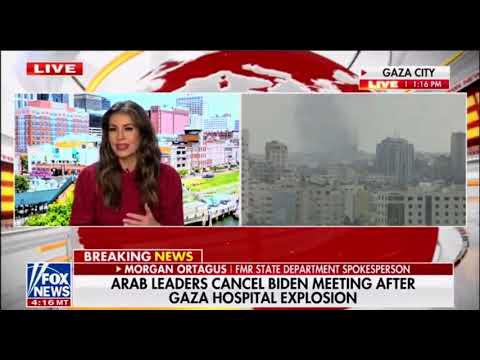 LIVE
GAZA CITY
LIVE 1:16 PM
BREAKING NEWS
MORGAN ORTAGUS | FMR STATE DEPARTMENT SPOKESPERSON
ARAB LEADERS CANCEL BIDEN MEETING AFTER
GAZA HOSPITAL EXPLOSION
FOX
NEWS
4:16 MT